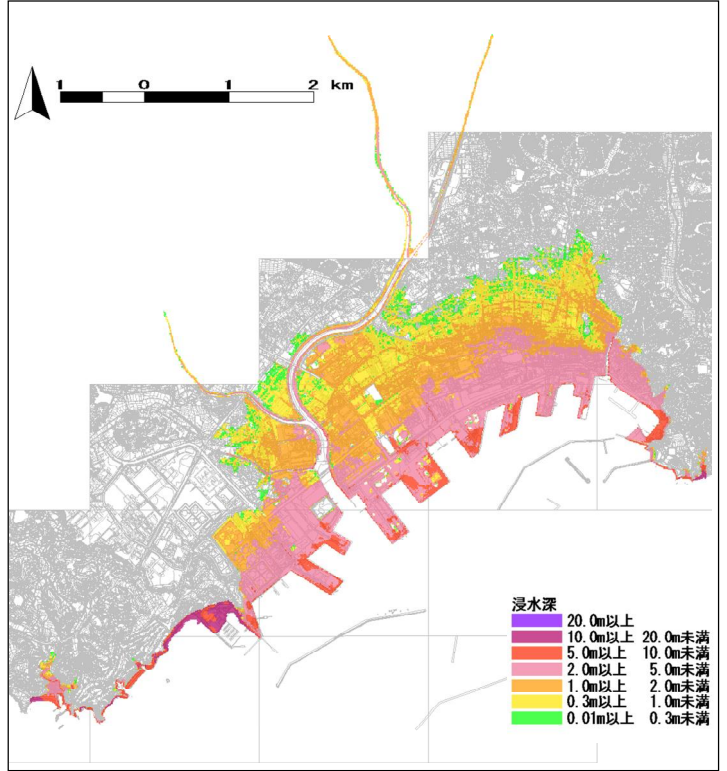 1 0 1 2 km
浸水深
20.0m以上
10.0m以上 20.0m未満
5.0m以上 10.0m未満
2.0m以上 5.0m未満
1.0m以上 2.0m未満
0.3m以上 1.0m未満
0.01m以上 0.3m未満